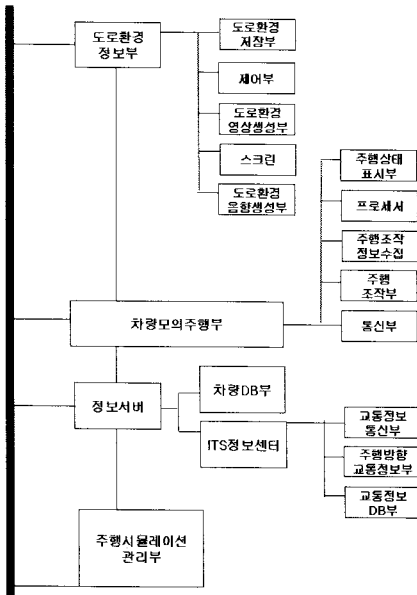 도로환경
정보부
도로환경
저장부
제어부
도로환경
영상생성부
스크린
도로환경
음향생성부
주행상태
표시부
프로세서
주행조작
정보수집
주행
조작부
통신부
차량모의주행부
정보서버
차량DB부
ITS정보센터
교통정보
통신부
주행방향
교통정보부
교통정보
DB부
주행시뮬레이션
관리부